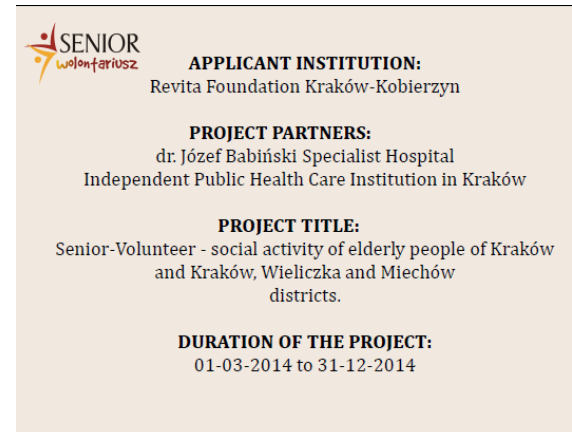 SENIOR
wolontariusz
APPLICANT INSTITUTION:
Revita Foundation Kraków-Kobierzyn
PROJECT PARTNERS:
dr. Józef Babiński Specialist Hospital
Independent Public Health Care Institution in Kraków
PROJECT TITLE:
Senior-Volunteer - social activity of elderly people of Kraków
and Kraków, Wieliczka and Miechów
districts.
DURATION OF THE PROJECT:
01-03-2014 to 31-12-2014